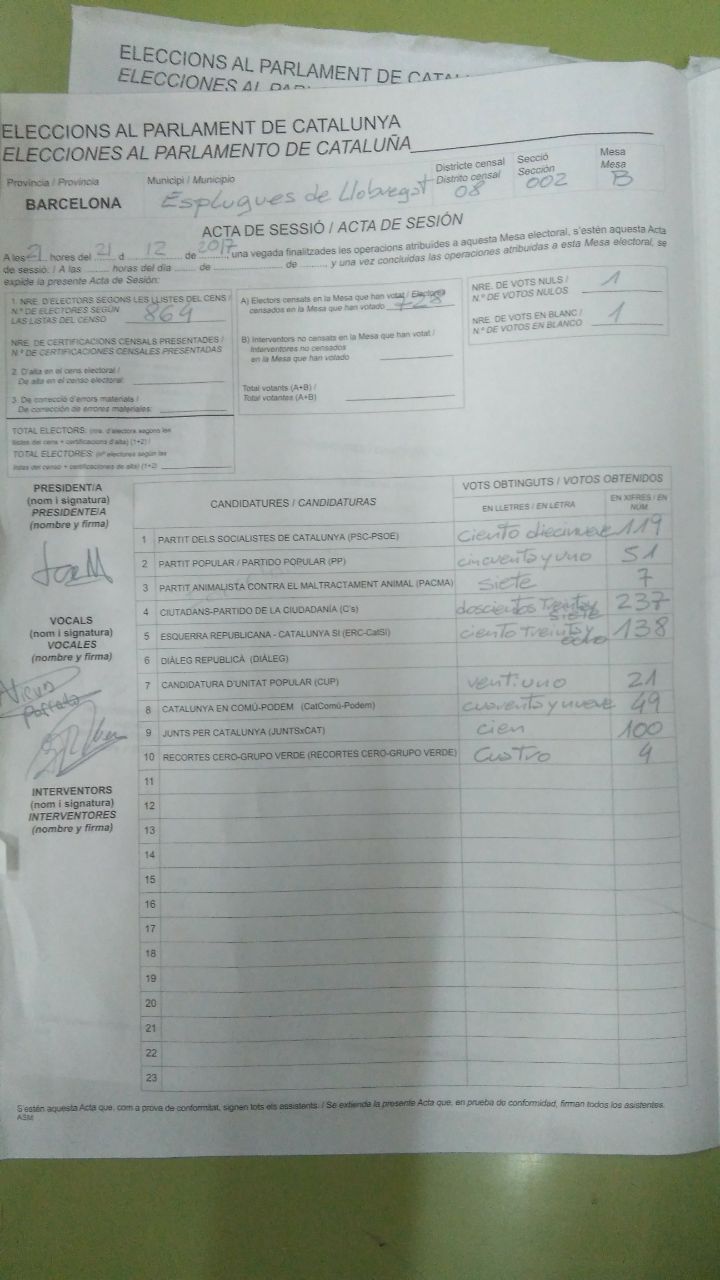 ELECCIONS AL PARLAMENT DE CATA
ELECCIONES AL PAR
ELECCIONS AL PARLAMENT DE CATALUNYA
ELECCIONES AL PARLAMENTO DE CATALUÑA
Provincia / Provincia
BARCELONA
Municipi / Municipio
Esplugues de Llobregat
Districte censal
Distrito censal
08
Secció
Sección
002
Mesa
Mesa
B
ACTA DE SESSIÓ / ACTA DE SESIÓN
A les 21 hores del 21 d 12 de 2017, una vegada finalitzades les operacions atribuïdes a aquesta Mesa electoral, s'estén aquesta Acta
de sessió. / A las ........ horas del día ........ de ........ de ........, y una vez concluidas las operaciones atribuidas a esta Mesa electoral, se
expide la presente Acta de Sesión:
1. NRE. D'ELECTORS SEGONS LES LLISTES DEL CENS /
N.º DE ELECTORES SEGÚN
LAS LISTAS DEL CENSO 864
NRE. DE CERTIFICACIONS CENSALS PRESENTADES /
N.º DE CERTIFICACIONES CENSALES PRESENTADAS
2. D'alta en el cens electoral /
De alta en el censo electoral:
3. De correcció d'errors materials /
De corrección de errores materiales:
TOTAL ELECTORS: (nre. d'electors segons les
llistes del cens + certificacions d'alta) (1+2) /
TOTAL ELECTORES: (nº electores según las
listas del censo + certificaciones de alta) (1+2)
A) Electors censats en la Mesa que han votat / Electores
censados en la Mesa que han votado 728
B) Interventors no censats en la Mesa que han votat /
Interventores no censados
en la Mesa que han votado
Total votants (A+B) /
Total votantes (A+B)
NRE. DE VOTS NULS /
N.º DE VOTOS NULOS 1
NRE. DE VOTS EN BLANC /
N.º DE VOTOS EN BLANCO 1
PRESIDENT/A
(nom i signatura)
PRESIDENTE/A
(nombre y firma)
VOCALS
(nom i signatura)
VOCALES
(nombre y firma)
INTERVENTORS
(nom i signatura)
INTERVENTORES
(nombre y firma)
CANDIDATURES / CANDIDATURAS
VOTS OBTINGUTS / VOTOS OBTENIDOS
EN LLETRES / EN LETRA
EN XIFRES / EN NÚM.
1 PARTIT DELS SOCIALISTES DE CATALUNYA (PSC-PSOE) ciento diecinueve 119
2 PARTIT POPULAR / PARTIDO POPULAR (PP) cincuenta y uno 51
3 PARTIT ANIMALISTA CONTRA EL MALTRACTAMENT ANIMAL (PACMA) siete 7
4 CIUTADANS-PARTIDO DE LA CIUDADANÍA (C's) doscientos treinta y siete 237
5 ESQUERRA REPUBLICANA - CATALUNYA SÍ (ERC-CatSÍ) ciento treinta y ocho 138
6 DIÀLEG REPUBLICÀ (DIÀLEG)
7 CANDIDATURA D'UNITAT POPULAR (CUP) ventiuno 21
8 CATALUNYA EN COMÚ-PODEM (CatComú-Podem) cuarenta y nueve 49
9 JUNTS PER CATALUNYA (JUNTSxCAT) cien 100
10 RECORTES CERO-GRUPO VERDE (RECORTES CERO-GRUPO VERDE) Cuatro 4
11
12
13
14
15
16
17
18
19
20
21
22
23
S'estén aquesta Acta que, com a prova de conformitat, signen tots els assistents. / Se extiende la presente Acta que, en prueba de conformidad, firman todos los asistentes.
ASM